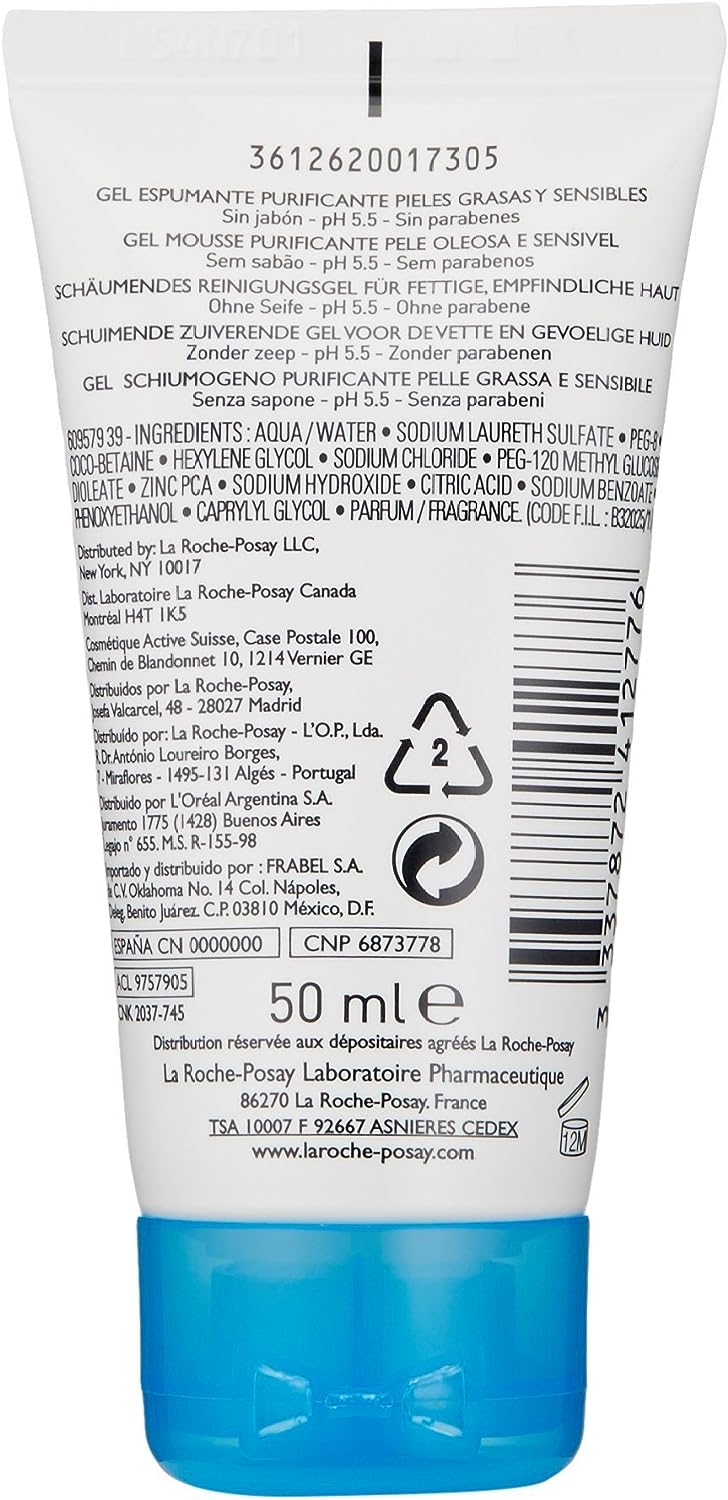 3612620017305
GEL ESPUMANTE PURIFICANTE PIELES GRASAS Y SENSIBLES
Sin jabón - pH 5.5 - Sin parabenes
GEL MOUSSE PURIFICANTE PELE OLEOSA E SENSIVEL
Sem sabão - pH 5.5 - Sem parabenos
SCHÄUMENDES REINIGUNGSGEL FÜR FETTIGE, EMPFINDLICHE HAUT
Ohne Seife - pH 5.5 - Ohne parabene
SCHUIMENDE ZUIVERENDE GEL VOOR DE VETTE EN GEVOELIGE HUID
Zonder zeep - pH 5.5 - Zonder parabenen
GEL SCHIUMOGENO PURIFICANTE PELLE GRASSA E SENSIBILE
Senza sapone - pH 5.5 - Senza parabeni
609579 39 - INGREDIENTS : AQUA / WATER • SODIUM LAURETH SULFATE • PEG-8 •
COCO-BETAINE • HEXYLENE GLYCOL • SODIUM CHLORIDE • PEG-120 METHYL GLUCOSE
DIOLEATE • ZINC PCA • SODIUM HYDROXIDE • CITRIC ACID • SODIUM BENZOATE •
PHENOXYETHANOL • CAPRYLYL GLYCOL • PARFUM / FRAGRANCE. (CODE F.I.L. :
Distributed by: La Roche-Posay LLC,
New York, NY 10017
Dist. Laboratoire La Roche-Posay Canada
Montréal H4T 1K5
Cosmétique Active Suisse, Case Postale 100,
Chemin de Blandonnet 10, 1214 Vernier GE
Distribuidos por La Roche-Posay,
Josefa Valcarcel, 48 - 28027 Madrid
Distribuído por: La Roche-Posay - L'O.P., Lda.
R. Dr. António Loureiro Borges,
7 - Miraflores - 1495-131 Algés - Portugal
Distribuido por L'Oréal Argentina S.A.
1775 (1428) Buenos Aires
Legajo n° 655. M.S. R-155-98
Importado y distribuido por : FRABEL S.A.
C.V. Oklahoma No. 14 Col. Nápoles,
Deleg. Benito Juárez. C.P. 03810 México, D.F.
ESPAÑA CN 0000000
CNP 6873778
ACL 9757905
CNK 2037-745
2
3 337872 412776
50 ml e
Distribution réservée aux dépositaires agréés La Roche-Posay
La Roche-Posay Laboratoire Pharmaceutique
86270 La Roche-Posay. France
TSA 10007 F 92667 ASNIERES CEDEX
www.laroche-posay.com
12M